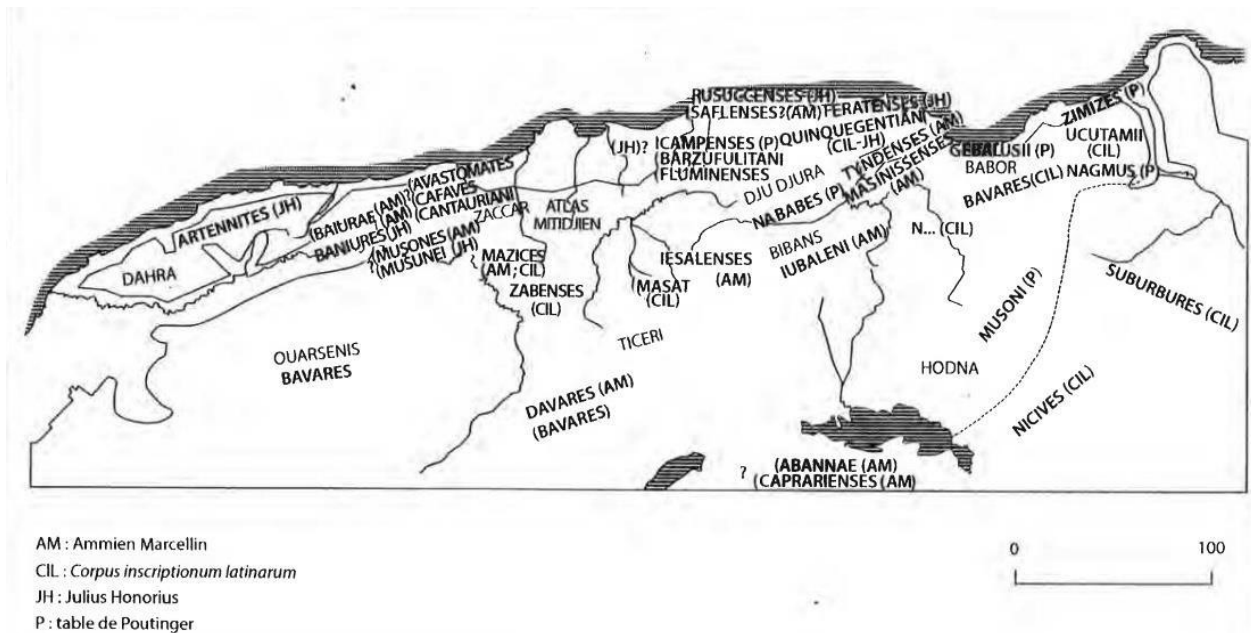 RUSUCCENSES (JH)
SAFLENSES? (AM) FERATENSES (JH)
ZIMIZES (P)
(JH)?
ICAMPENSES (P) QUINQUEGENTIANI
(CIL-JH)
BARZUFULITANI
FLUMINENSES
TYNDENSES (AM)
MASINISSENSES
(AM)
GEBALUSII (P)
BABOR
UCUTAMII
(CIL)
BAVARES (CIL) NAGMUS (P)
DJU DJURA
NABABES (P)
ARTENNITES (JH)
DAHRA
(AVASTOMATES
(BAIURAE (AM)? (CAFAVES
BANIURES (JH) (AM) (CANTAURIANI
ZACCAR
? (MUSONES (AM)
(MUSUNEI (JH)
ATLAS
MITIDJIEN
MAZICES
(AM; CIL)
ZABENSES
(CIL)
MASAT
(CIL)
IESALENSES
(AM)
BIBANS
IUBALENI (AM)
N... (CIL)
MUSONI (P)
SUBURBURES (CIL)
OUARSENIS
BAVARES
TICERI
DAVARES (AM)
(BAVARES)
HODNA
NICIVES (CIL)
? (ABANNAE (AM)
(CAPRARIENSES (AM)
AM : Ammien Marcellin
CIL : Corpus inscriptionum latinarum
JH : Julius Honorius
P : table de Poutinger
0 100